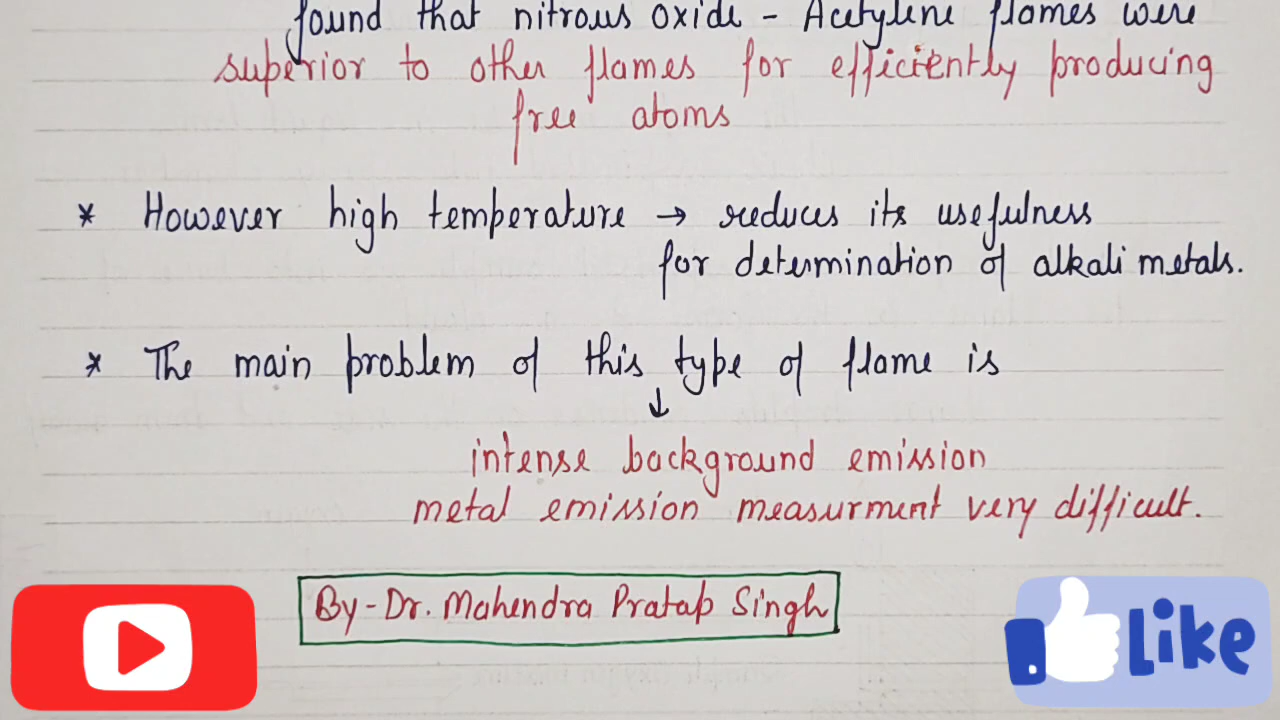 found that nitrous oxide - Acetylene flames were
superior to other flames for efficiently producing
free atoms
* However high temperature → reduces its usefulness
for determination of alkali metals.
* The main problem of this type of flame is
↓
intense background emission
metal emission measurment very difficult.
By - Dr. Mahendra Pratap Singh
Like